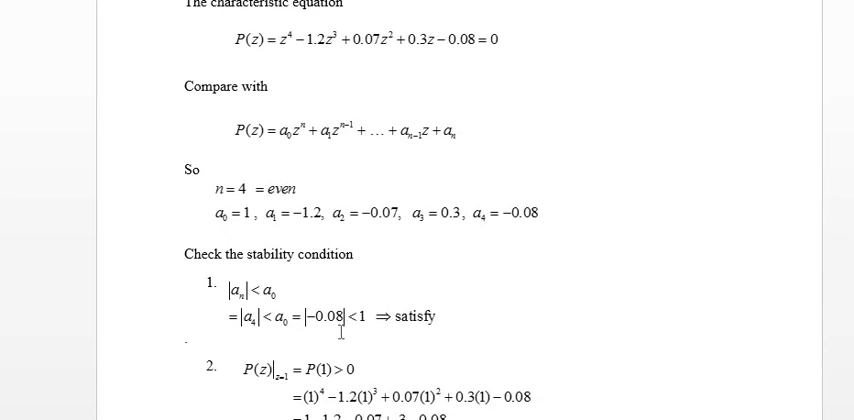 The characteristic equation
P(z) = z⁴ − 1.2z³ + 0.07z² + 0.3z − 0.08 = 0
Compare with
P(z) = a₀zⁿ + a₁zⁿ⁻¹ + … + aₙ₋₁z + aₙ
So
n = 4 = even
a₀ = 1 , a₁ = −1.2, a₂ = −0.07, a₃ = 0.3, a₄ = −0.08
Check the stability condition
1. |aₙ| < a₀
= |a₄| < a₀ = |−0.08| < 1 ⇒ satisfy
.
2. P(z)|z=1 = P(1) > 0
= (1)⁴ − 1.2(1)³ + 0.07(1)² + 0.3(1) − 0.08